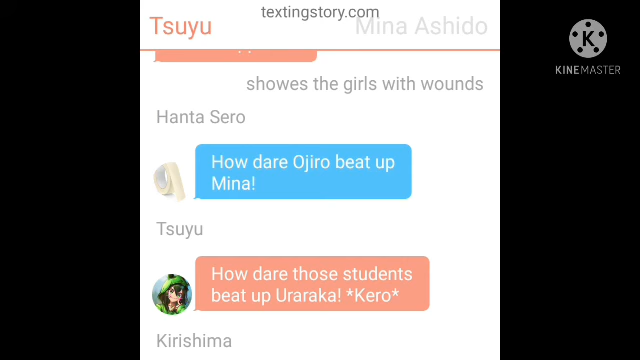 textingstory.com
Tsuyu
Mina Ashido
KINEMASTER
showes the girls with wounds
Hanta Sero
How dare Ojiro beat up
Mina!
Tsuyu
How dare those students
beat up Uraraka! *Kero*
Kirishima